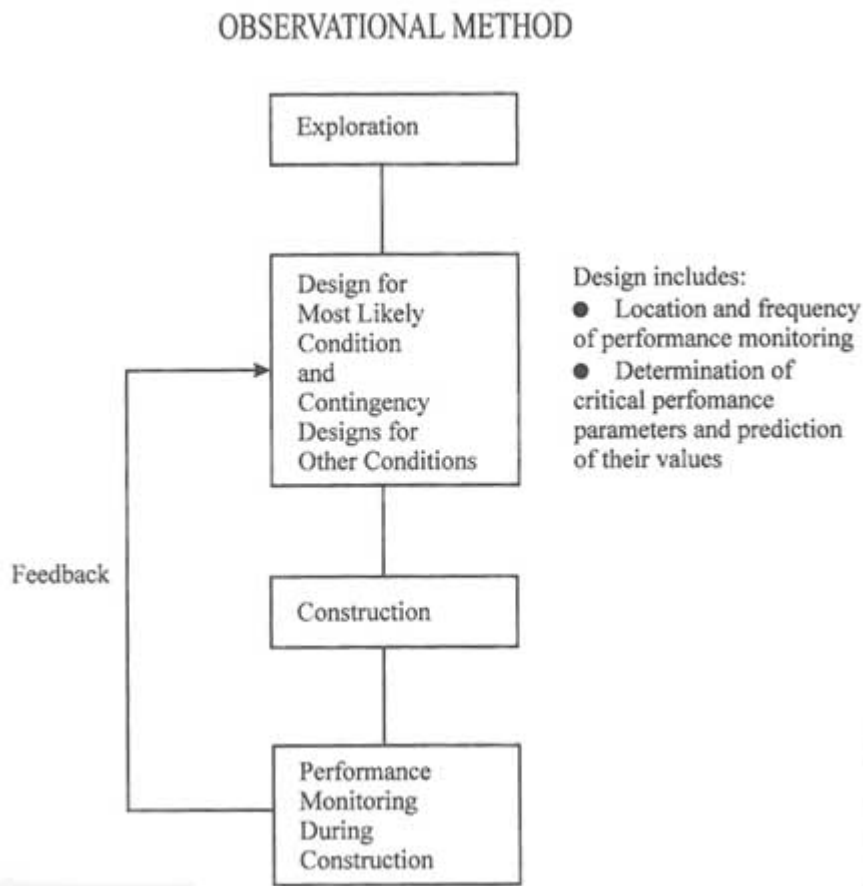 OBSERVATIONAL METHOD
Exploration
Design for
Most Likely
Condition
and
Contingency
Designs for
Other Conditions
Design includes:
● Location and frequency
of performance monitoring
● Determination of
critical perfomance
parameters and prediction
of their values
Feedback
Construction
Performance
Monitoring
During
Construction